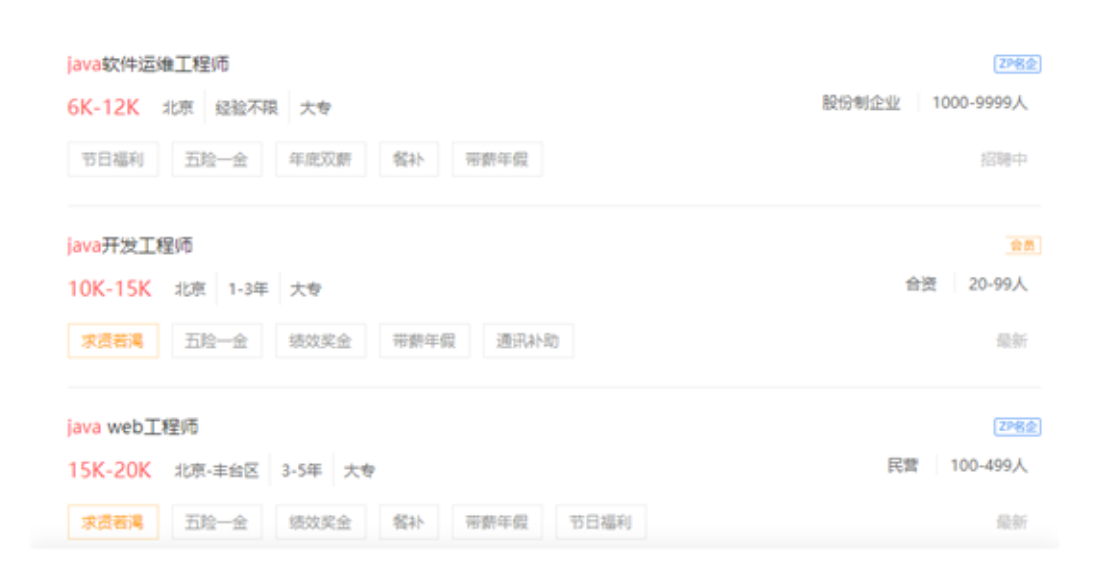 java软件运维工程师 ZP名企
6K-12K 北京 经验不限 大专 股份制企业 1000-9999人
节日福利 五险一金 年底双薪 餐补 带薪年假 招聘中
java开发工程师 会员
10K-15K 北京 1-3年 大专 合资 20-99人
求贤若渴 五险一金 绩效奖金 带薪年假 通讯补助 最新
java web工程师 ZP名企
15K-20K 北京-丰台区 3-5年 大专 民营 100-499人
求贤若渴 五险一金 绩效奖金 餐补 带薪年假 节日福利 最新